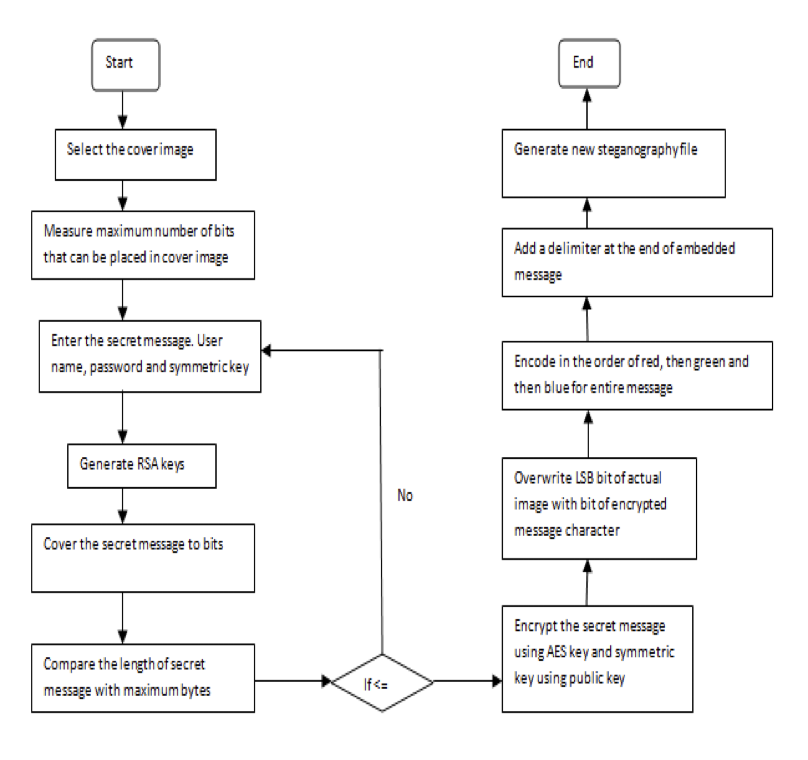 Start
Select the cover image
Measure maximum number of bits
that can be placed in cover image
Enter the secret message. User
name, password and symmetric key
Generate RSA keys
Cover the secret message to bits
Compare the length of secret
message with maximum bytes
If <=
No
Encrypt the secret message
using AES key and symmetric
key using public key
Overwrite LSB bit of actual
image with bit of encrypted
message character
Encode in the order of red, then green and
then blue for entire message
Add a delimiter at the end of embedded
message
Generate new steganography file
End